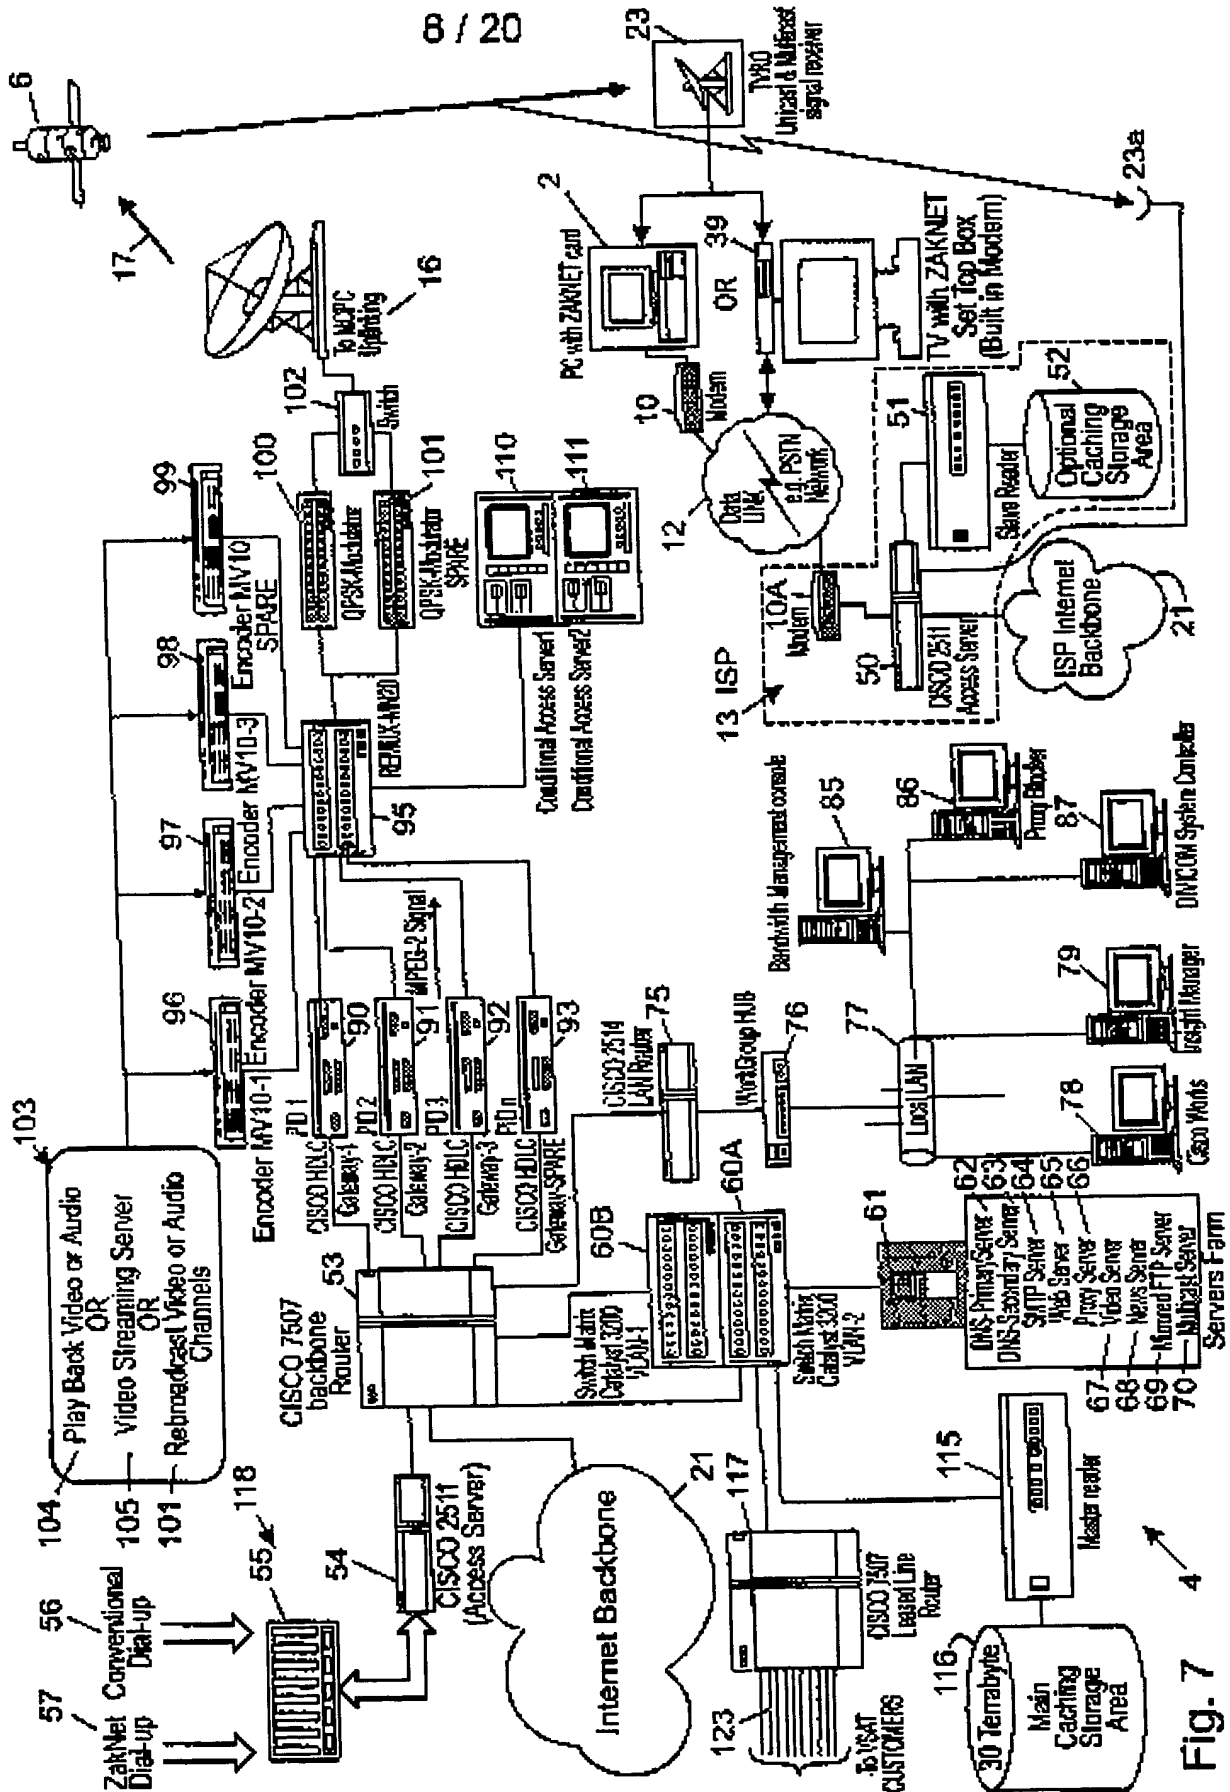 8 / 20
57
ZakNet
Dial-up
56
Conventional
Dial-up
118
55
54
CISCO 2511
(Access Server)
104
Play Back Video or Audio
OR
105
Video Streaming Server
OR
101
Rebroadcast Video or Audio
Channels
103
96
Encoder MV10-1
97
Encoder MV10-2
98
Encoder MV10-3
99
Encoder MV10
SPARE
53
CISCO 7507
backbone
Router
PID 1
90
CISCO HDLC
Gateway-1
PID 2
91
CISCO HDLC
Gateway-2
PID 3
92
CISCO HDLC
Gateway-3
PIDn
93
CISCO HDLC
Gateway-SPARE
MPEG-2 Signal
95
REMUX-MN20
100
QPSK-Modulator
101
QPSK-Modulator
SPARE
102
Switch
To MCPC
Uplinking
16
17
6
110
111
Conditional Access Server1
Conditional Access Server2
23
TVRO
Unicast & Multicast
signal receiver
23a
2
PC with ZAKNET card
39
OR
TV with ZAKNET
Set Top Box
(Built in Modem)
10
Modem
12
Data
LINK
e.g. PSTN
Network
13 ISP
10A
Modem
50
CISCO 2511
Access Server
51
Slave Reader
52
Optional
Caching
Storage
Area
ISP Internet
Backbone
21
Internet Backbone
21
60B
Switch Matrix
Catalyst 3200
VLAN-1
60A
Switch Matrix
Catalyst 3200
VLAN-2
CISCO 2514
LAN Router
75
WorkGroup HUB
76
77
Local LAN
78
Cisco Works
79
Insight Manager
85
Bandwidth Management console
86
Proxy Blocker
87
DIVICOM System Controller
61
62
DNS-Primary Server
63
DNS-Secondary Server
64
SMTP Server
65
Web Server
66
Proxy Server
67
Video Server
68
News Server
69
Mirrored FTP Server
70
Multicast Server
Servers Farm
117
CISCO 7507
Leased Line
Router
123
To VSAT
CUSTOMERS
115
Master reader
116
30 Terrabyte
Main
Caching
Storage
Area
4
Fig. 7